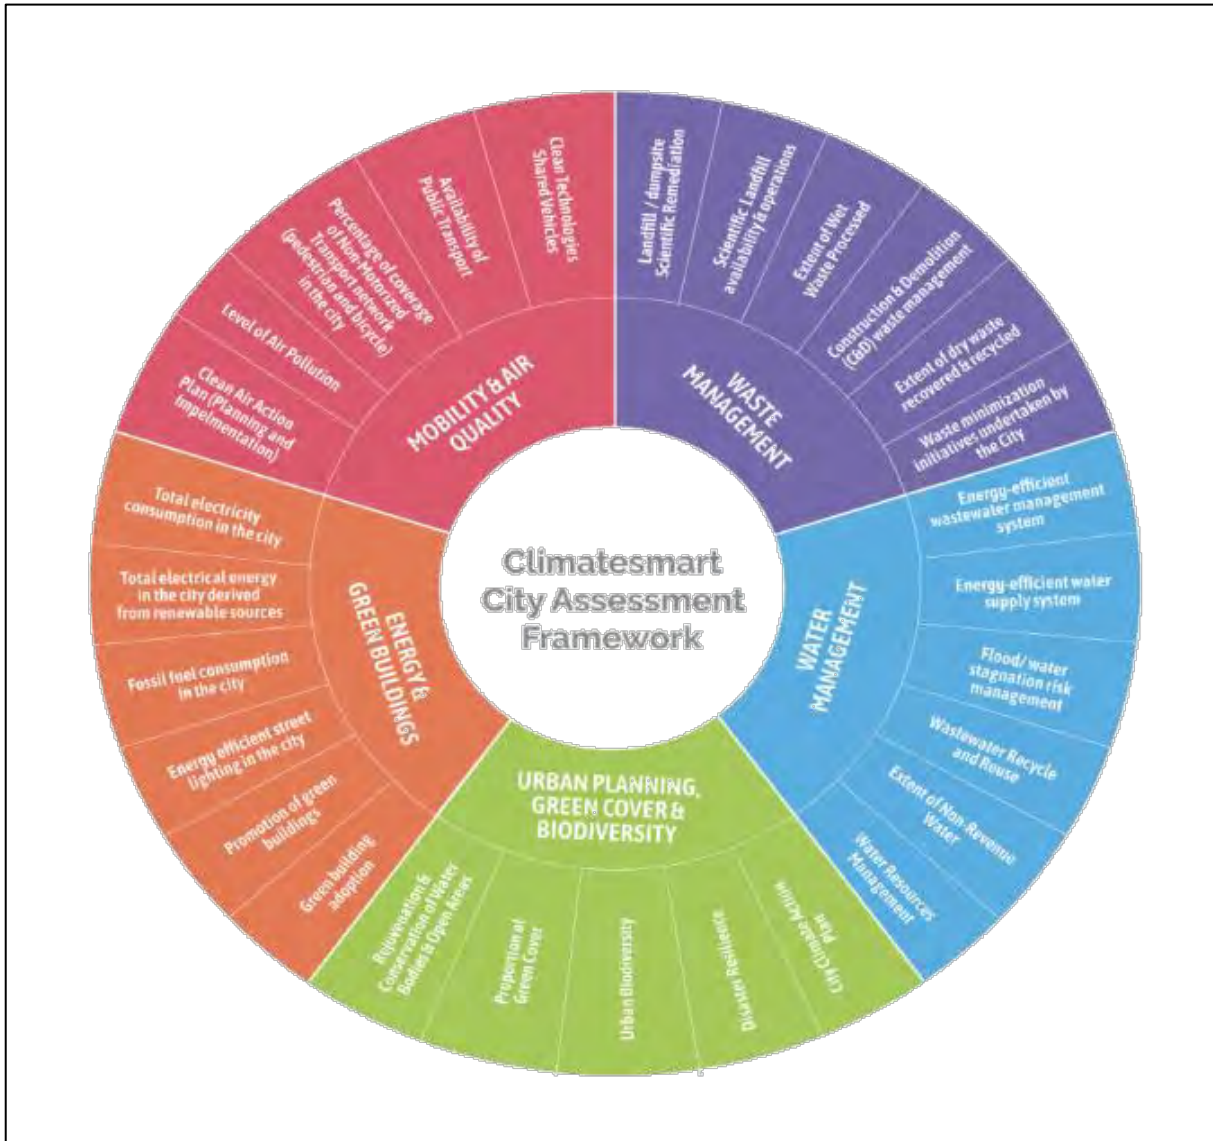 Climatesmart
City Assessment
Framework
WASTE
MANAGEMENT
Landfill / dumpsite
Scientific Remediation
Scientific Landfill
availability & operations
Extent of Wet
Waste Processed
Construction & Demolition
(C&D) waste management
Extent of dry waste
recovered & recycled
Waste minimization
initiatives undertaken by
the City
WATER
MANAGEMENT
Energy-efficient
wastewater management
system
Energy-efficient water
supply system
Flood/ water
stagnation risk
management
Wastewater Recycle
and Reuse
Extent of Non-Revenue
Water
Water Resources
Management
URBAN PLANNING,
GREEN COVER &
BIODIVERSITY
City Climate Action
Plan
Disaster Resilience
Urban Biodiversity
Proportion of
Green Cover
Rejuvenation &
Conservation of Water
Bodies & Open Areas
ENERGY &
GREEN BUILDINGS
Green building
adoption
Promotion of green
buildings
Energy efficient street
lighting in the city
Fossil fuel consumption
in the city
Total electrical energy
in the city derived
from renewable sources
Total electricity
consumption in the city
MOBILITY & AIR
QUALITY
Clean Air Action
Plan (Planning and
Impelmentation)
Level of Air Pollution
Percentage of coverage
of Non-Motorized
Transport network
(pedestrian and bicycle)
in the city
Availability of
Public Transport
Clean Technologies
Shared Vehicles